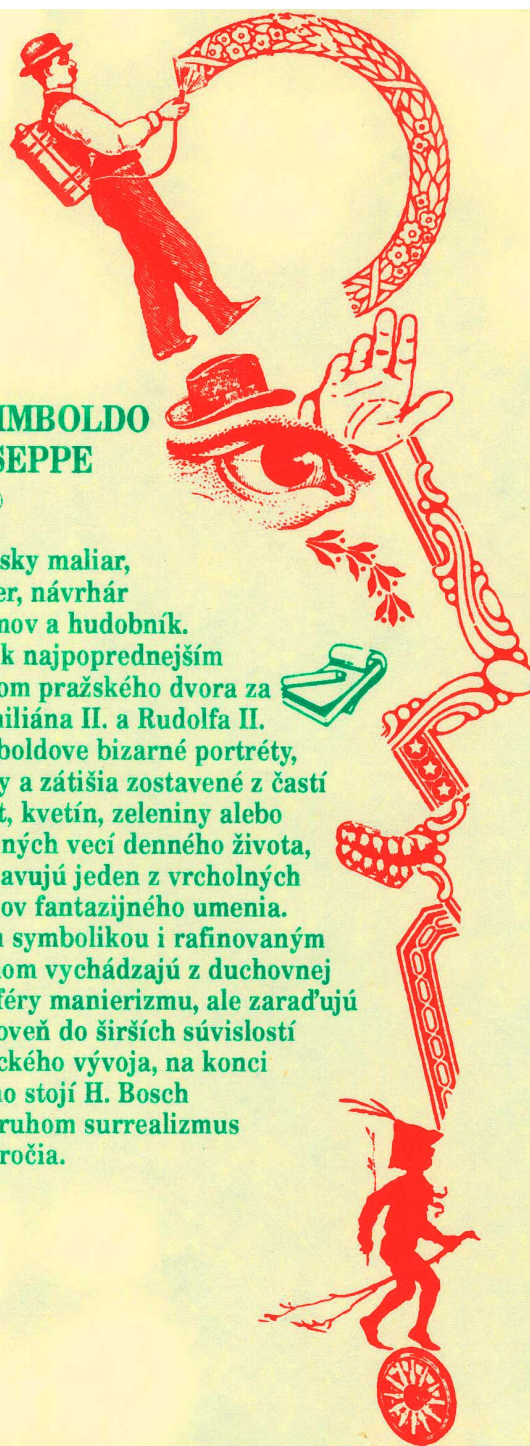 IMBOLDO
SEPPE
)
sky maliar,
er, návrhár
mov a hudobník.
k najpoprednejším
om pražského dvora za
miliána II. a Rudolfa II.
boldove bizarné portréty,
y a zátišia zostavené z častí
t, kvetín, zeleniny alebo
ných vecí denného života,
avujú jeden z vrcholných
ov fantazijného umenia.
u symbolikou i rafinovaným
om vychádzajú z duchovnej
féry manierizmu, ale zaraďujú
oveň do širších súvislostí
ckého vývoja, na konci
ho stojí H. Bosch
ruhom surrealizmus
ročia.